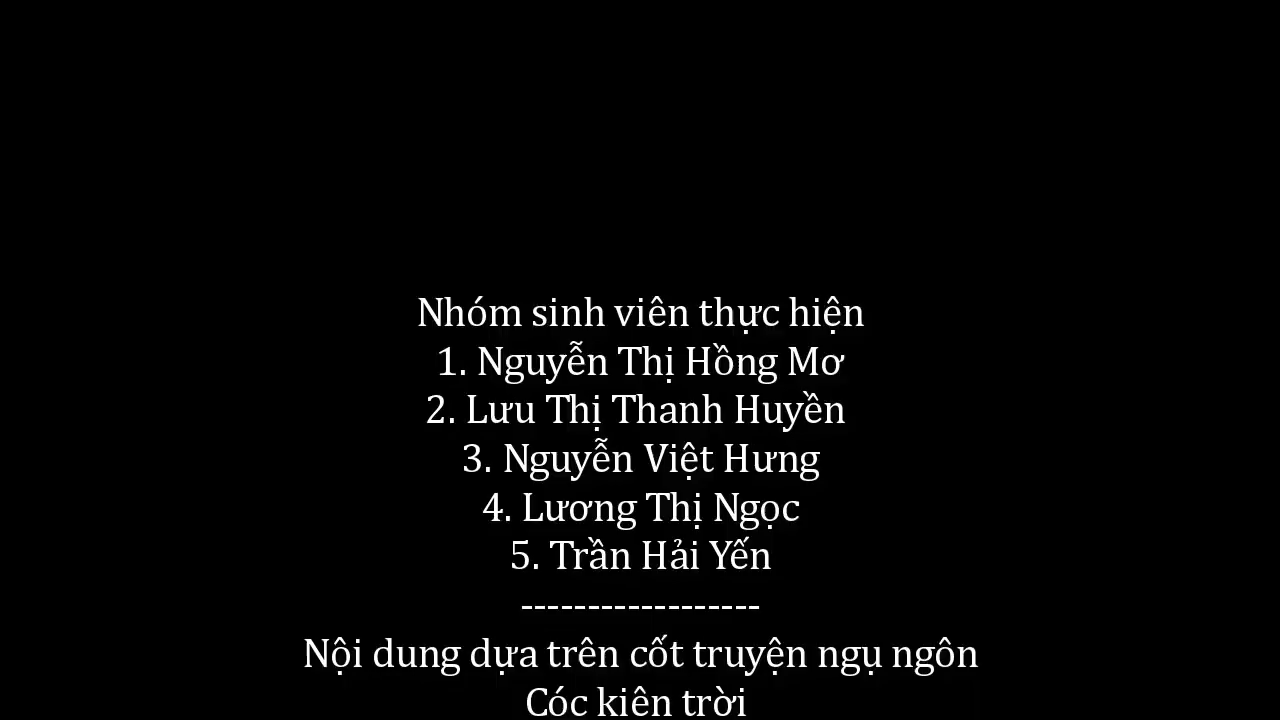 Nhóm sinh viên thực hiện
1. Nguyễn Thị Hồng Mơ
2. Lưu Thị Thanh Huyền
3. Nguyễn Việt Hưng
4. Lương Thị Ngọc
5. Trần Hải Yến
------------------
Nội dung dựa trên cốt truyện ngụ ngôn
Cóc kiên trời